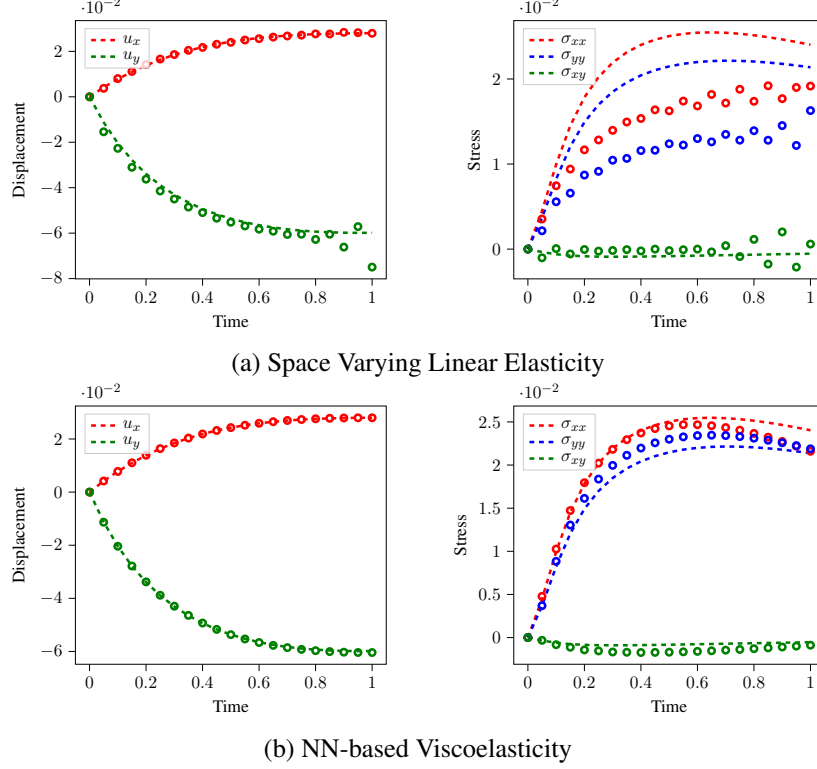 ·10⁻²
·10⁻²
u_x
u_y
2
0
−2
−4
−6
−8
Displacement
0
0.2
0.4
0.6
0.8
1
Time
σ_xx
σ_yy
σ_xy
2
1
0
Stress
0
0.2
0.4
0.6
0.8
1
Time
(a) Space Varying Linear Elasticity
·10⁻²
·10⁻²
u_x
u_y
2
0
−2
−4
−6
Displacement
0
0.2
0.4
0.6
0.8
1
Time
σ_xx
σ_yy
σ_xy
2.5
2
1.5
1
0.5
0
Stress
0
0.2
0.4
0.6
0.8
1
Time
(b) NN-based Viscoelasticity